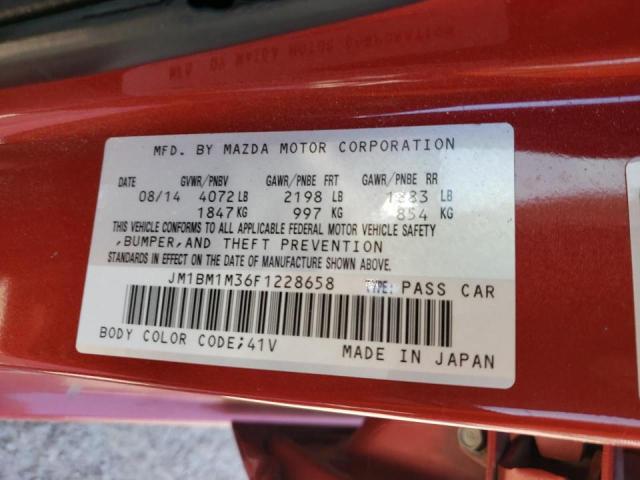 MFD. BY MAZDA MOTOR CORPORATION
DATE GVWR/PNBV GAWR/PNBE FRT GAWR/PNBE RR
08/14 4072 LB 2198 LB 1883 LB
1847 KG 997 KG 854 KG
THIS VEHICLE CONFORMS TO ALL APPLICABLE FEDERAL MOTOR VEHICLE SAFETY
,BUMPER,AND THEFT PREVENTION
STANDARDS IN EFFECT ON THE DATE OF MANUFACTURE SHOWN ABOVE.
JM1BM1M36F1228658 TYPE: PASS CAR
BODY COLOR CODE;41V MADE IN JAPAN